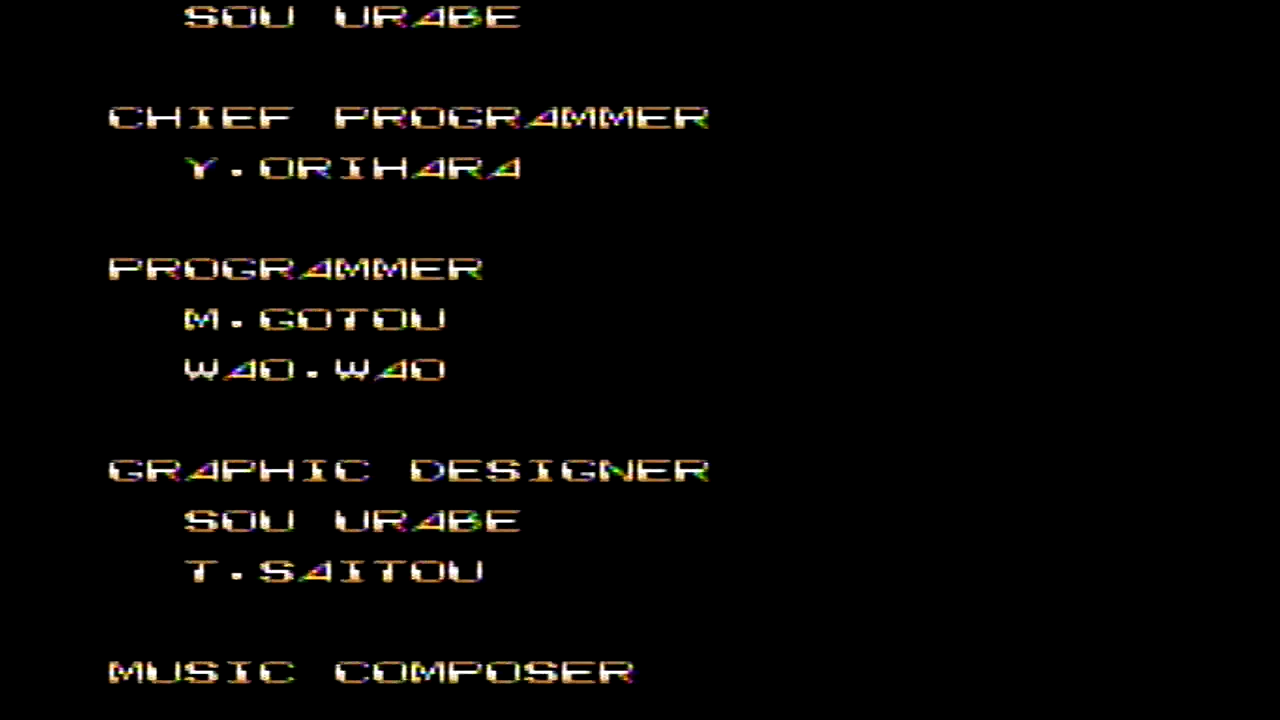 SOU URABE
CHIEF PROGRAMMER
Y.ORIHARA
PROGRAMMER
M.GOTOU
WAO.WAO
GRAPHIC DESIGNER
SOU URABE
T.SAITOU
MUSIC COMPOSER